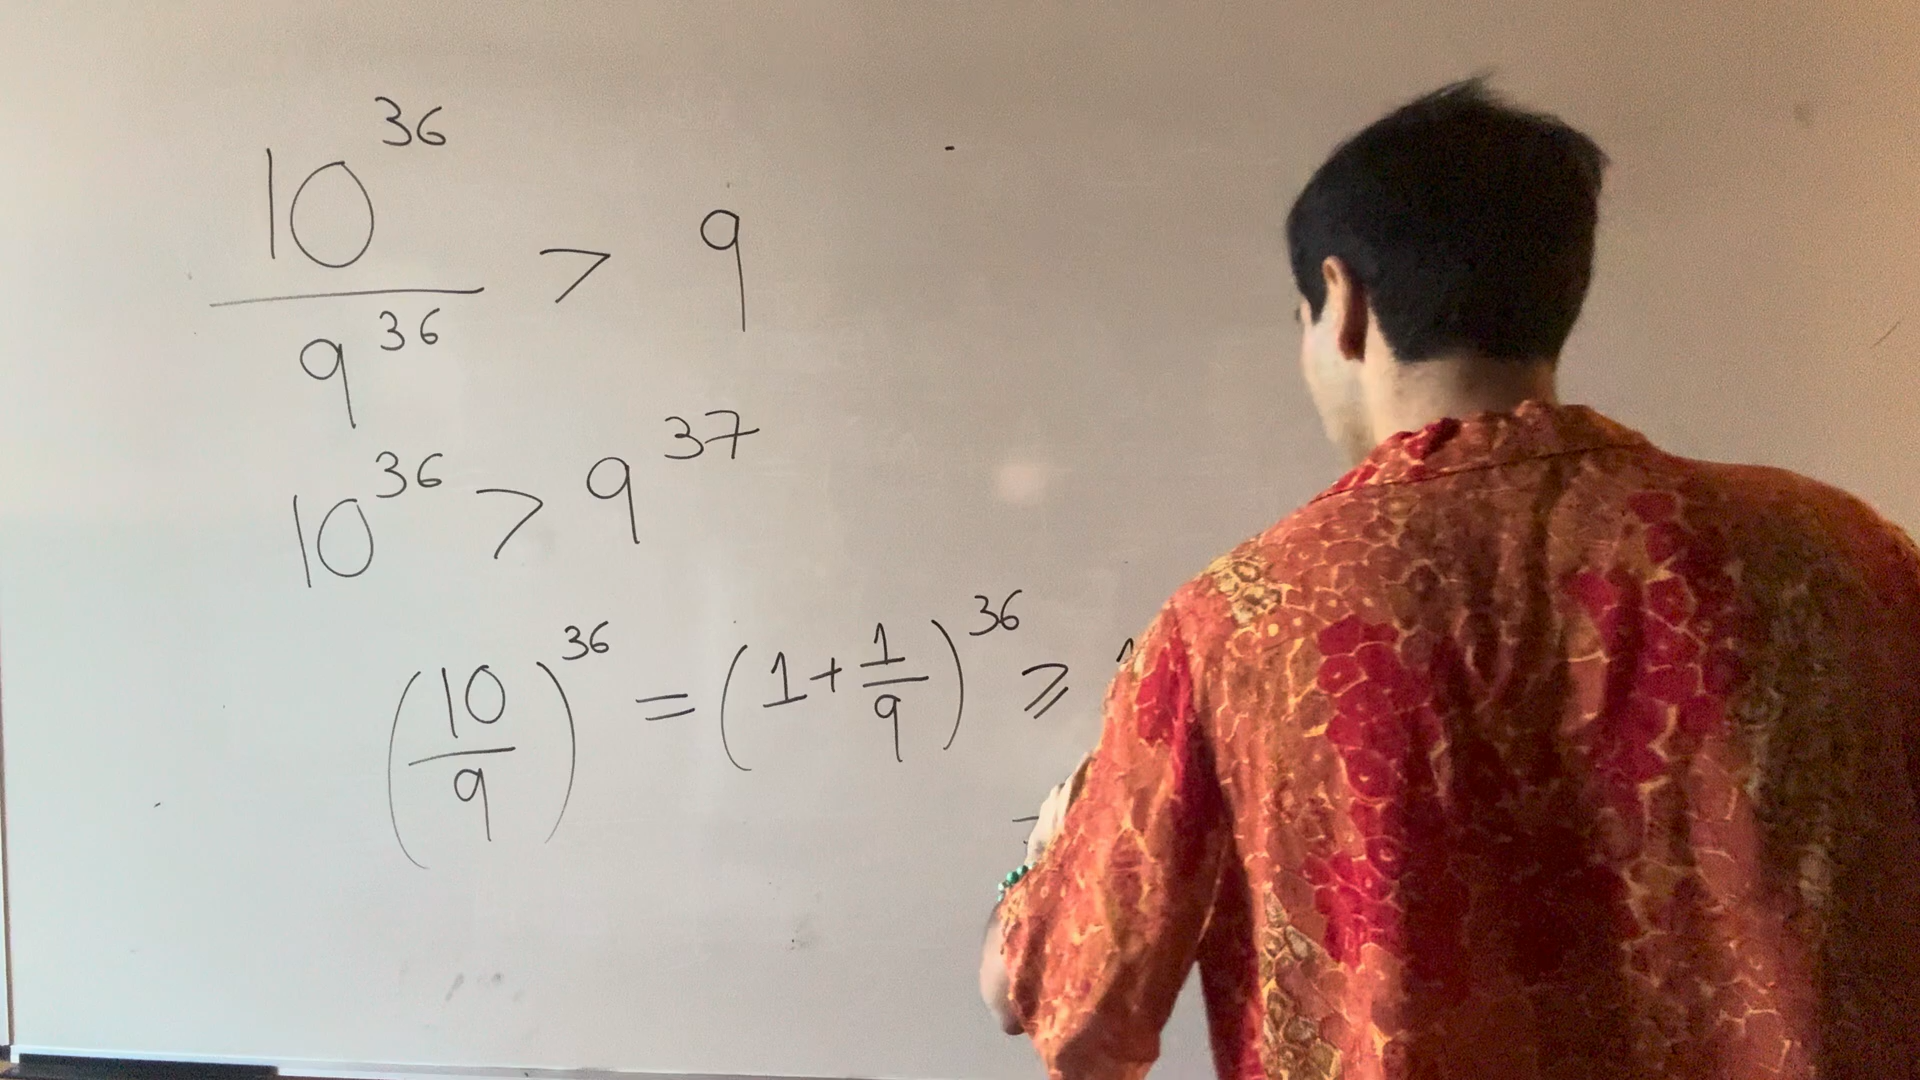 10^36 / 9^36 > 9
10^36 > 9^37
(10/9)^36 = (1 + 1/9)^36 ⩾